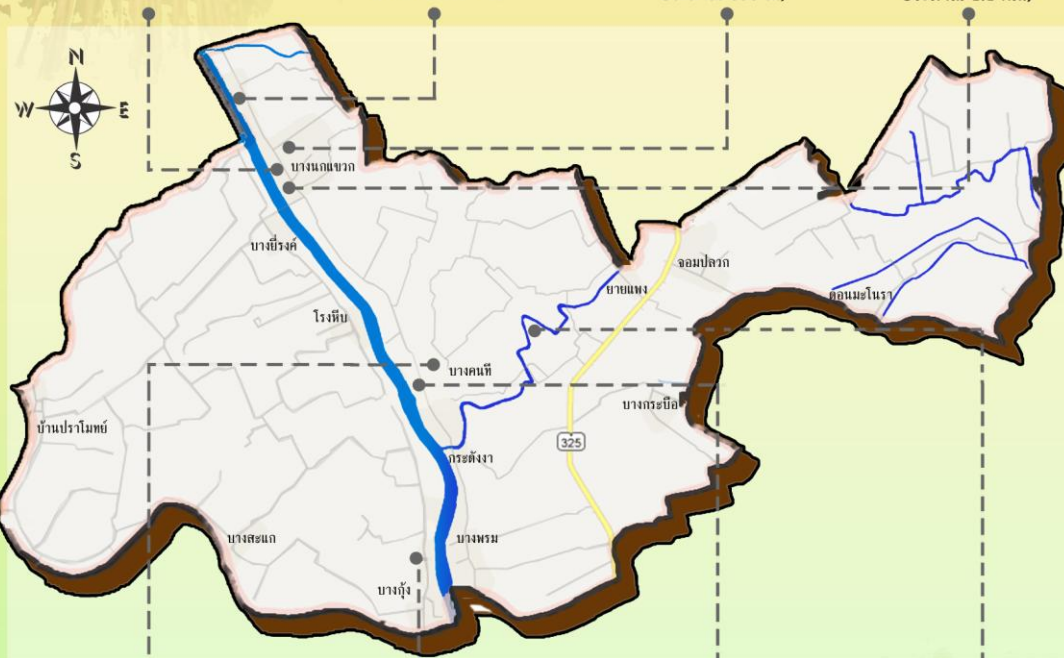 N
W E
S
บางนกแขวก
บางยี่รงค์
จอมปลวก
ยายแพง
ดอนมะโนรา
โรงหีบ
บางคนที
บ้านปราโมทย์
บางกระบือ
325
กระดังงา
บางสะแก
บางพรม
บางกุ้ง